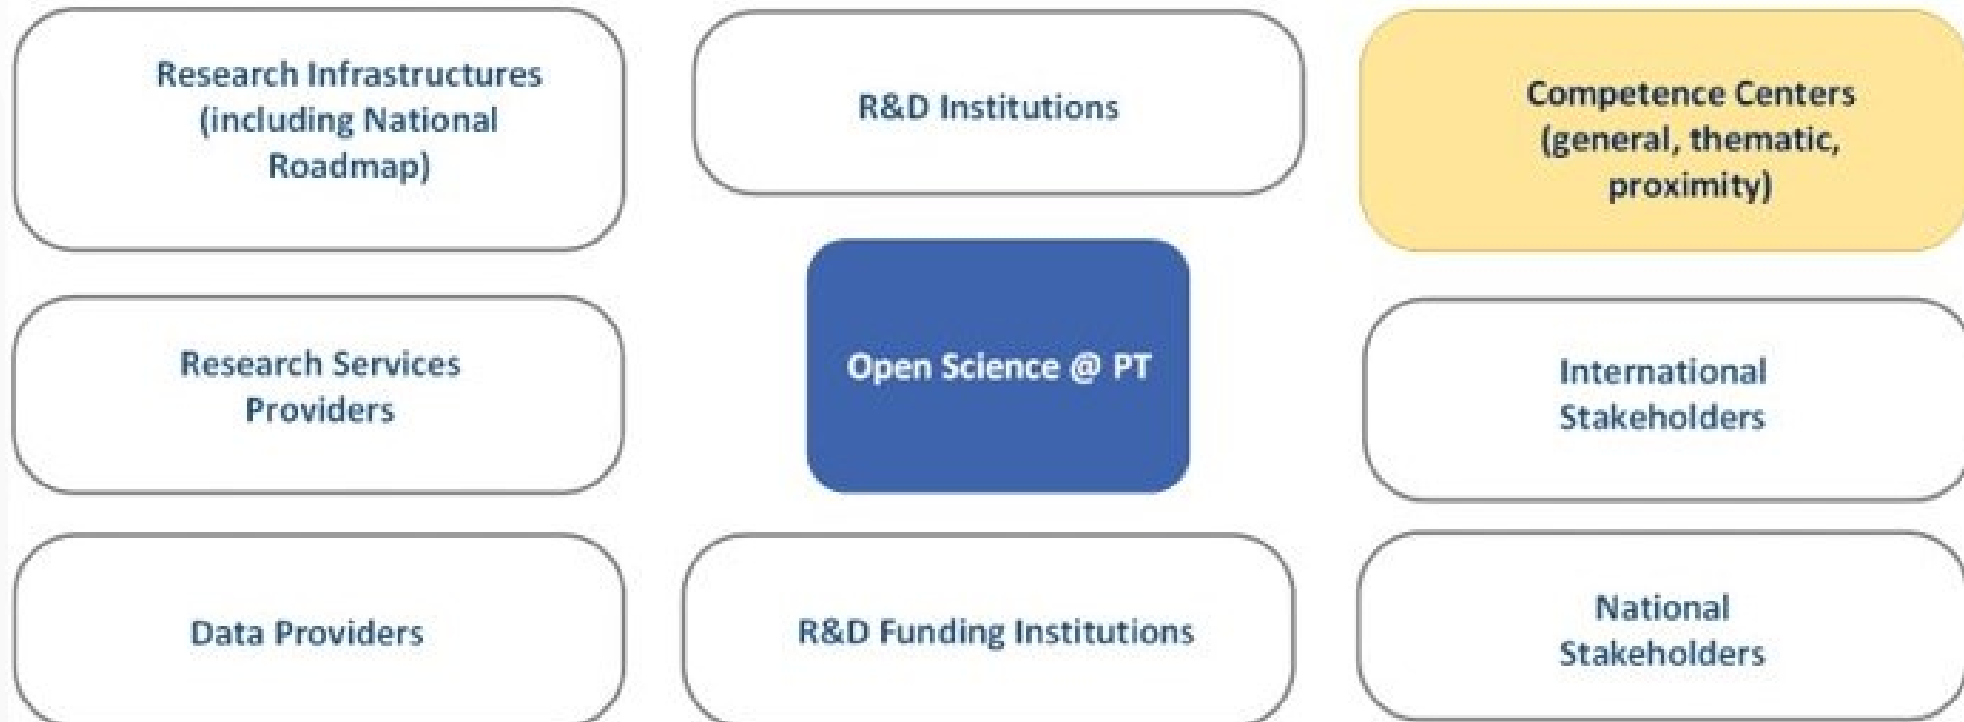 Research Infrastructures
(including National
Roadmap)
R&D Institutions
Competence Centers
(general, thematic,
proximity)
Research Services
Providers
Open Science @ PT
International
Stakeholders
Data Providers
R&D Funding Institutions
National
Stakeholders